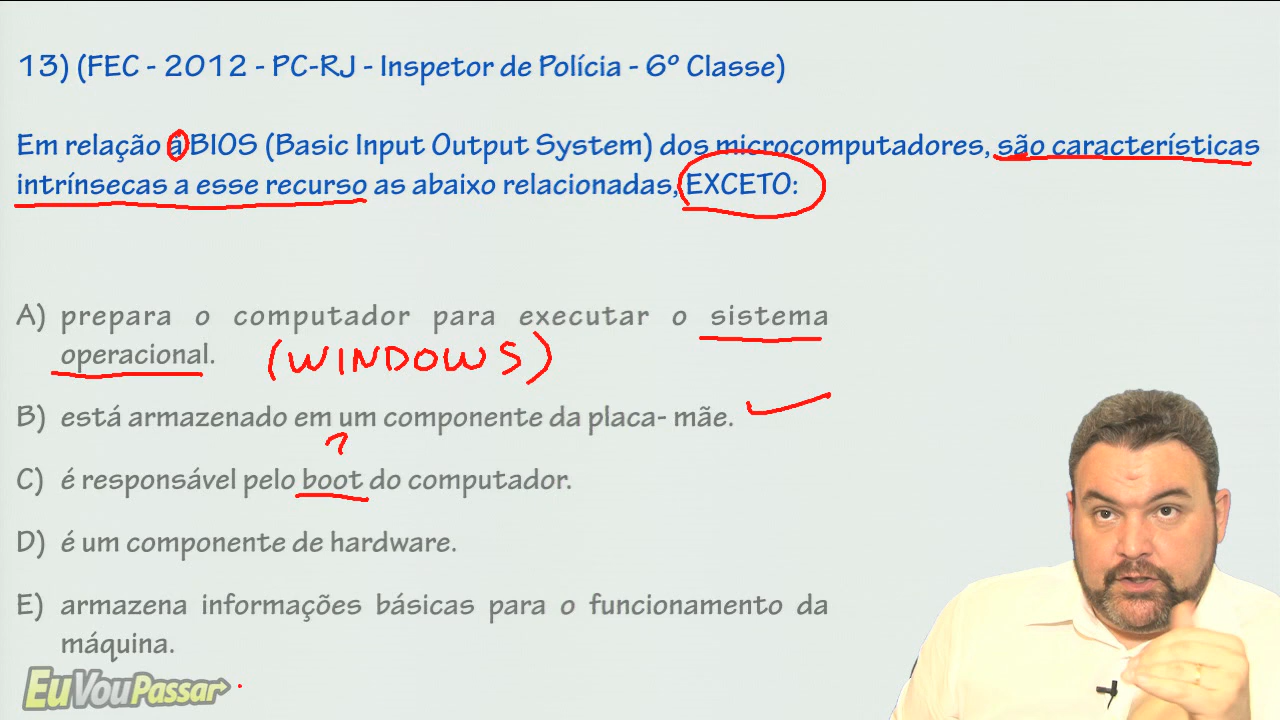 13) (FEC - 2012 - PC-RJ - Inspetor de Polícia - 6º Classe)
Em relação à BIOS (Basic Input Output System) dos microcomputadores, são características
intrínsecas a esse recurso as abaixo relacionadas, EXCETO:
A) prepara o computador para executar o sistema
operacional. (WINDOWS)
B) está armazenado em um componente da placa- mãe.
?
C) é responsável pelo boot do computador.
D) é um componente de hardware.
E) armazena informações básicas para o funcionamento da
máquina.
EuVouPassar